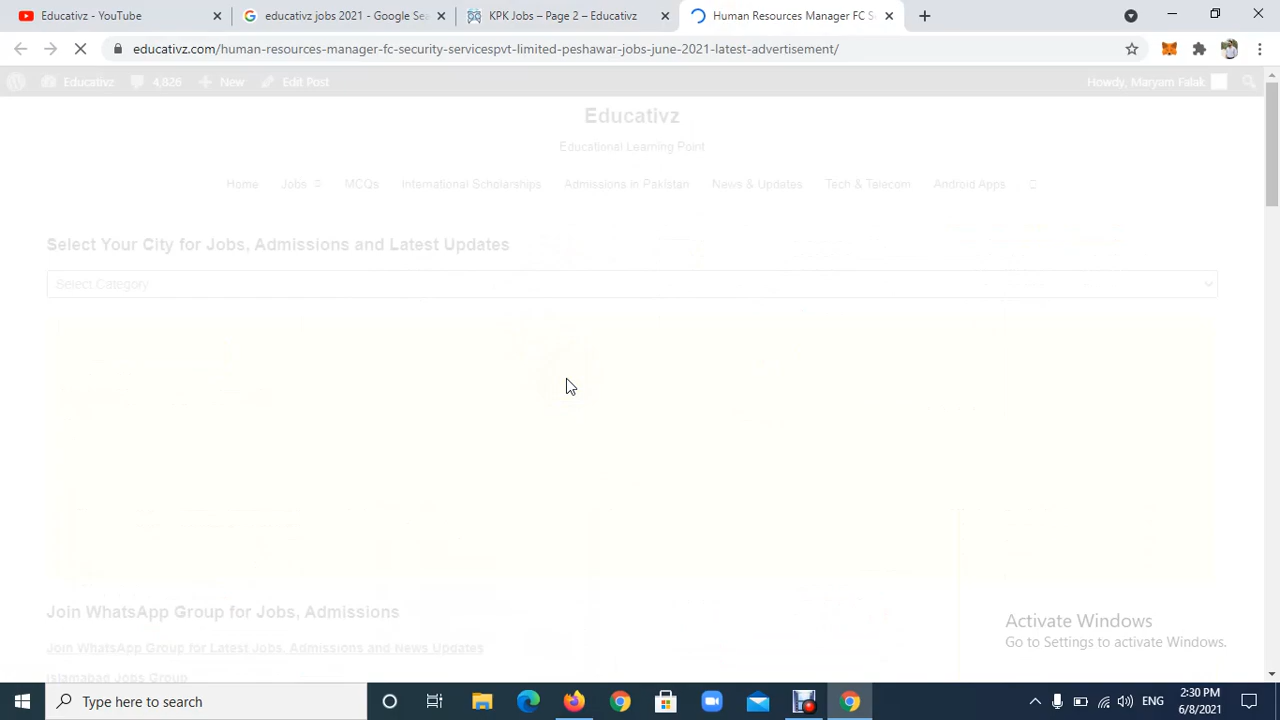 Educativz - YouTube
educativz jobs 2021 - Google Se
KPK Jobs – Page 2 – Educativz
Human Resources Manager FC S
educativz.com/human-resources-manager-fc-security-servicespvt-limited-peshawar-jobs-june-2021-latest-advertisement/
Educativz 4,826 New Edit Post Howdy, Maryam Falak
Educativz
Educational Learning Point
Home Jobs MCQs International Scholarships Admissions in Pakistan News & Updates Tech & Telecom Android Apps
Select Your City for Jobs, Admissions and Latest Updates
Select Category
Join WhatsApp Group for Jobs, Admissions
Join WhatsApp Group for Latest Jobs, Admissions and News Updates
Islamabad Jobs Group
Activate Windows
Go to Settings to activate Windows.
Type here to search
ENG
2:30 PM
6/8/2021